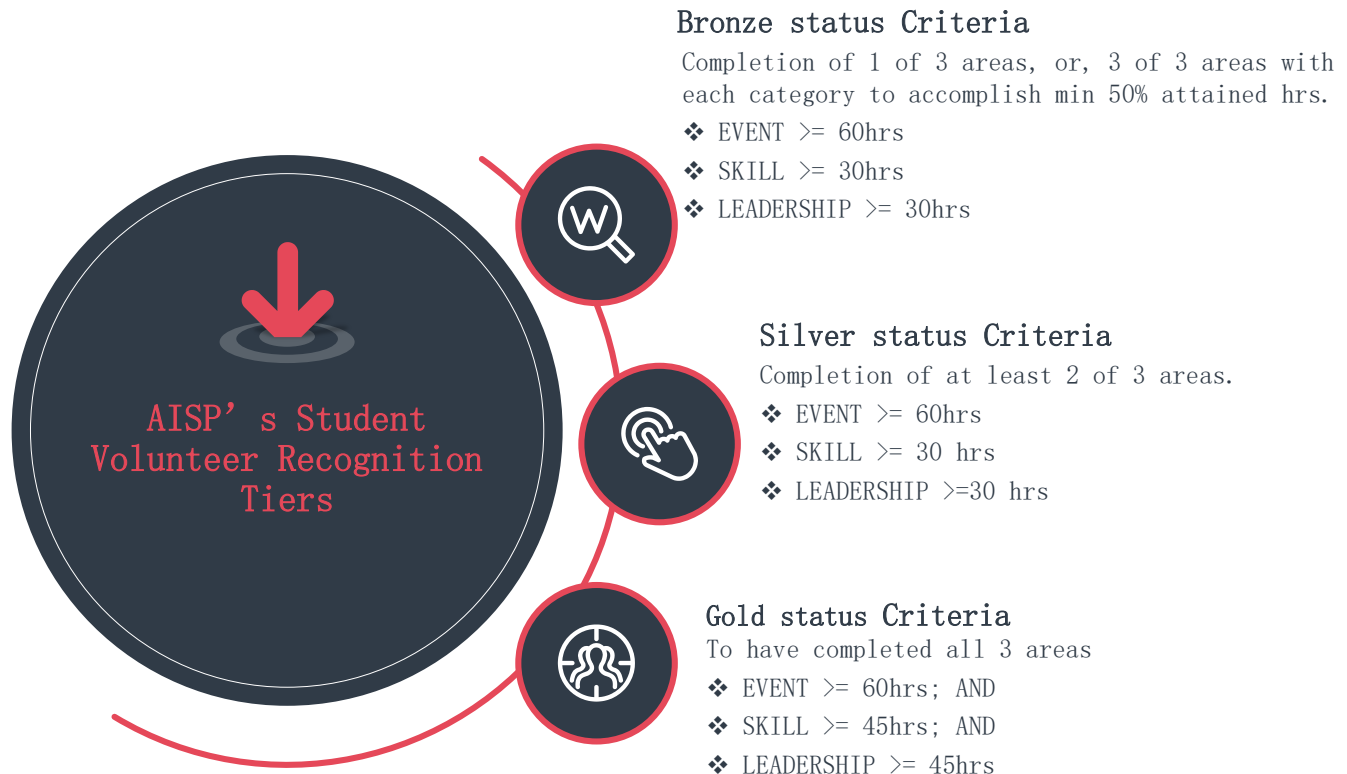 Bronze status Criteria
Completion of 1 of 3 areas, or, 3 of 3 areas with
each category to accomplish min 50% attained hrs.
❖ EVENT >= 60hrs
❖ SKILL >= 30hrs
❖ LEADERSHIP >= 30hrs
W
AISP’s Student
Volunteer Recognition
Tiers
Silver status Criteria
Completion of at least 2 of 3 areas.
❖ EVENT >= 60hrs
❖ SKILL >= 30 hrs
❖ LEADERSHIP >=30 hrs
Gold status Criteria
To have completed all 3 areas
❖ EVENT >= 60hrs; AND
❖ SKILL >= 45hrs; AND
❖ LEADERSHIP >= 45hrs